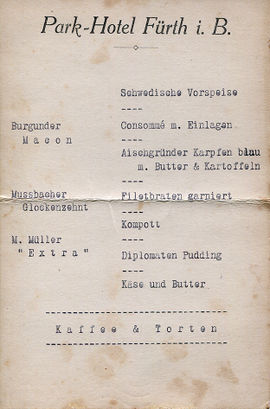 Park-Hotel Fürth i. B.
Schwedische Vorspeise
----
Burgunder
Macon
Consommé m. Einlagen
----
Aischgründer Karpfen blau
m. Butter & Kartoffeln
----
Mussbacher
Glockenzehnt
Filetbraten garniert
----
Kompott
----
M. Müller
"Extra"
Diplomaten Pudding
----
Käse und Butter
--------------------
Kaffee & Torten
--------------------